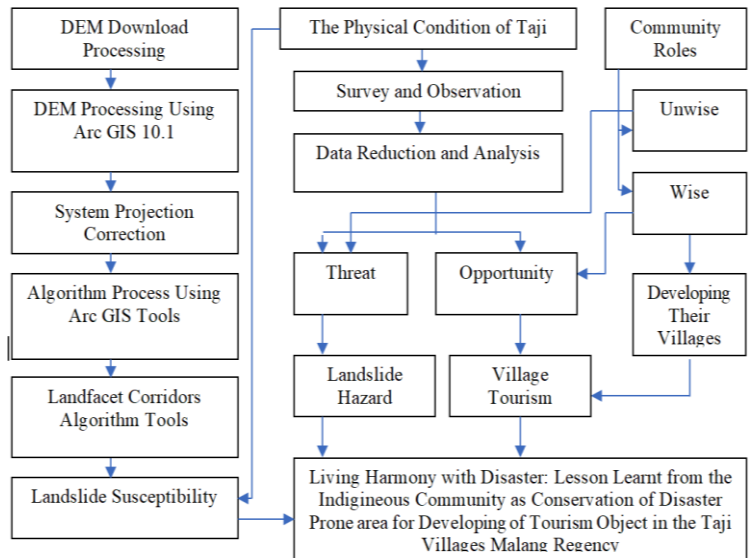 DEM Download
Processing
DEM Processing Using
Arc GIS 10.1
System Projection
Correction
Algorithm Process Using
Arc GIS Tools
Landfacet Corridors
Algorithm Tools
Landslide Susceptibility
The Physical Condition of Taji
Survey and Observation
Data Reduction and Analysis
Threat
Opportunity
Landslide
Hazard
Village
Tourism
Community
Roles
Unwise
Wise
Developing
Their
Villages
Living Harmony with Disaster: Lesson Learnt from the
Indigineous Community as Conservation of Disaster
Prone area for Developing of Tourism Object in the Taji
Villages Malang Regency